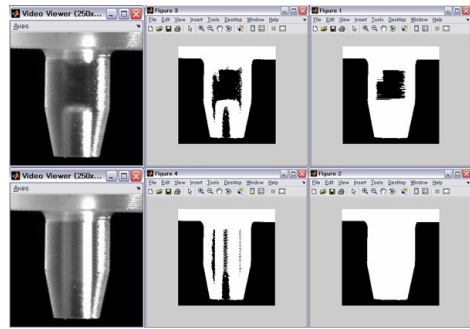 Video Viewer (250x...
Axes
Figure 3
File Edit View Insert Tools Desktop Window Help
Figure 1
File Edit View Insert Tools Desktop Window Help
Video Viewer (250x...
Axes
Figure 4
File Edit View Insert Tools Desktop Window Help
Figure 2
File Edit View Insert Tools Desktop Window Help